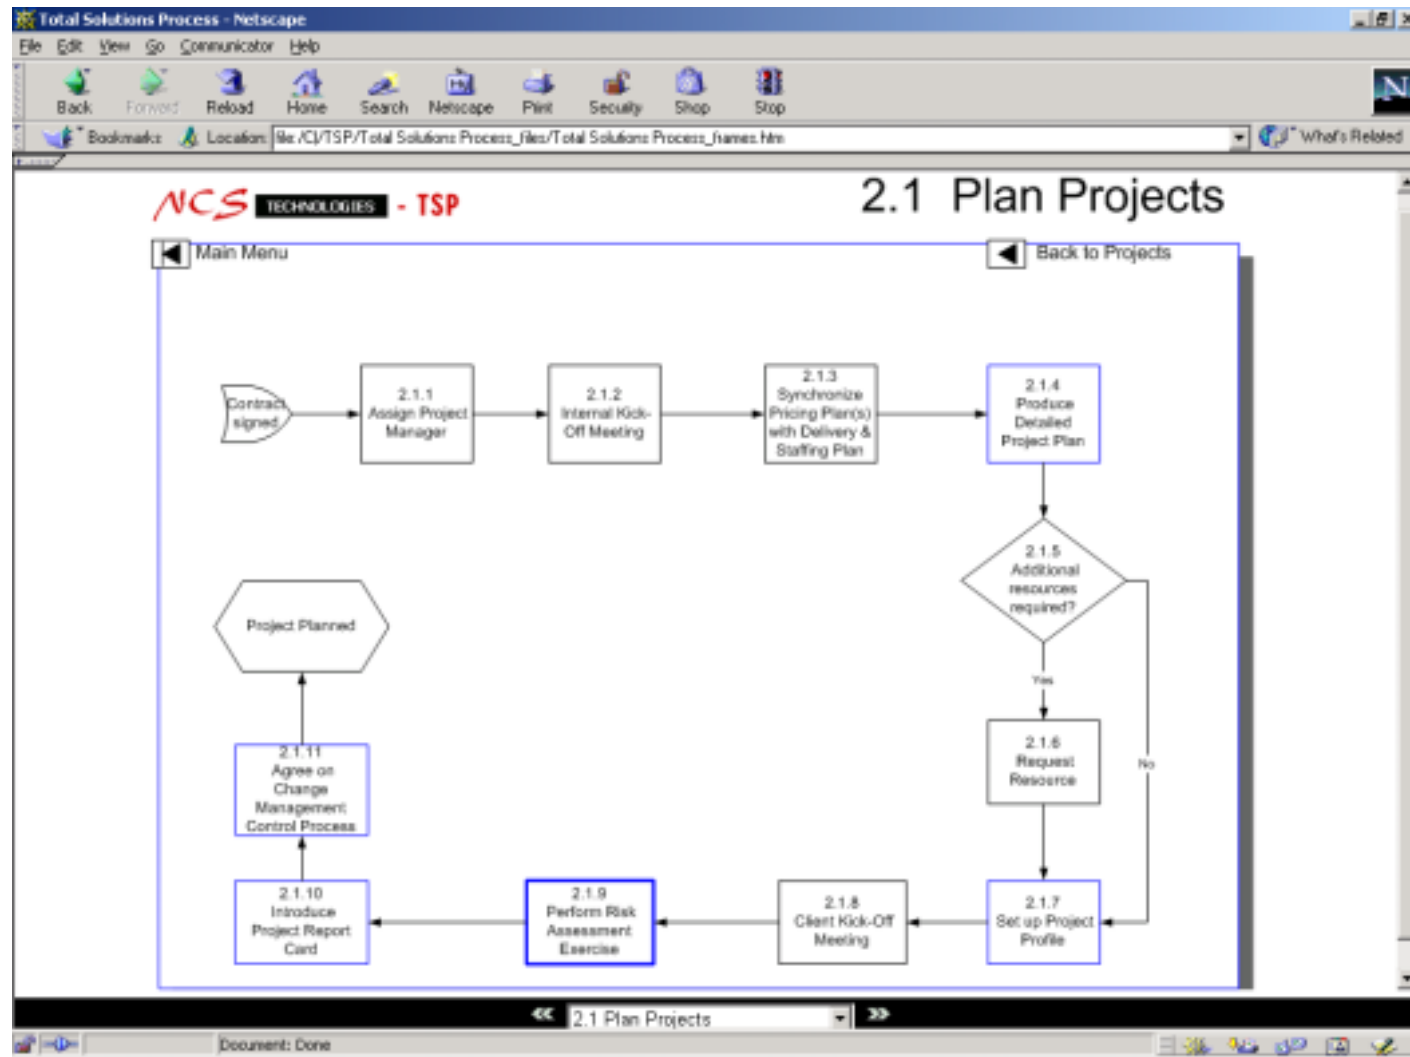 Total Solutions Process - Netscape
File Edit View Go Communicator Help
Back Forward Reload Home Search Netscape Print Security Shop Stop
Bookmarks Location: file:/C|/TSP/Total Solutions Process_files/Total Solutions Process_frames.htm What's Related
NCS TECHNOLOGIES - TSP
2.1 Plan Projects
Main Menu
Back to Projects
Contract
signed
2.1.1
Assign Project
Manager
2.1.2
Internal Kick-
Off Meeting
2.1.3
Synchronize
Pricing Plan(s)
with Delivery &
Staffing Plan
2.1.4
Produce
Detailed
Project Plan
2.1.5
Additional
resources
required?
Yes
No
2.1.6
Request
Resource
2.1.7
Set up Project
Profile
2.1.8
Client Kick-Off
Meeting
2.1.9
Perform Risk
Assessment
Exercise
2.1.10
Introduce
Project Report
Card
2.1.11
Agree on
Change
Management
Control Process
Project Planned
2.1 Plan Projects
Document: Done